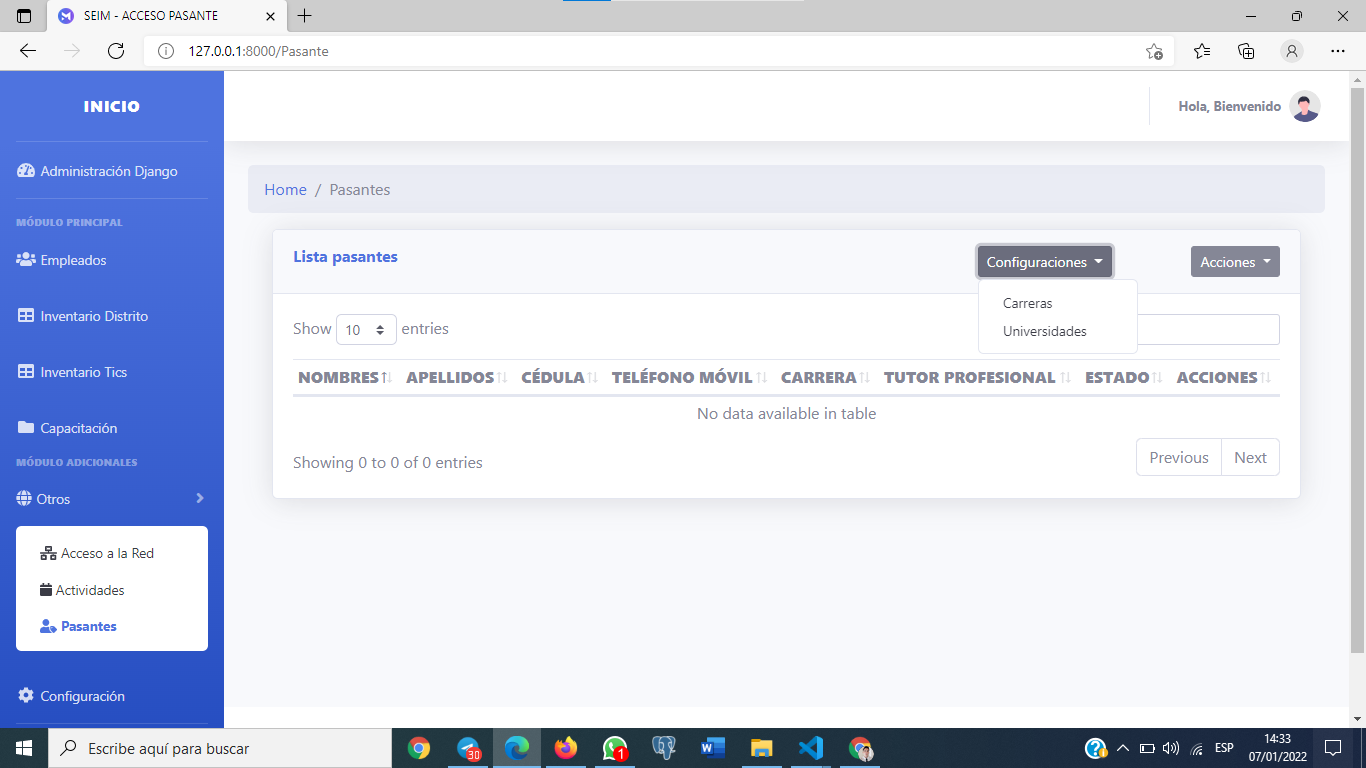 SEIM - ACCESO PASANTE
127.0.0.1:8000/Pasante
INICIO
Hola, Bienvenido
Administración Django
MÓDULO PRINCIPAL
Empleados
Inventario Distrito
Inventario Tics
Capacitación
MÓDULO ADICIONALES
Otros
Acceso a la Red
Actividades
Pasantes
Configuración
Home / Pasantes
Lista pasantes
Configuraciones
Acciones
Carreras
Universidades
Show 10 entries
NOMBRES APELLIDOS CÉDULA TELÉFONO MÓVIL CARRERA TUTOR PROFESIONAL ESTADO ACCIONES
No data available in table
Showing 0 to 0 of 0 entries
Previous Next
Escribe aquí para buscar
30
1
ESP
14:33
07/01/2022